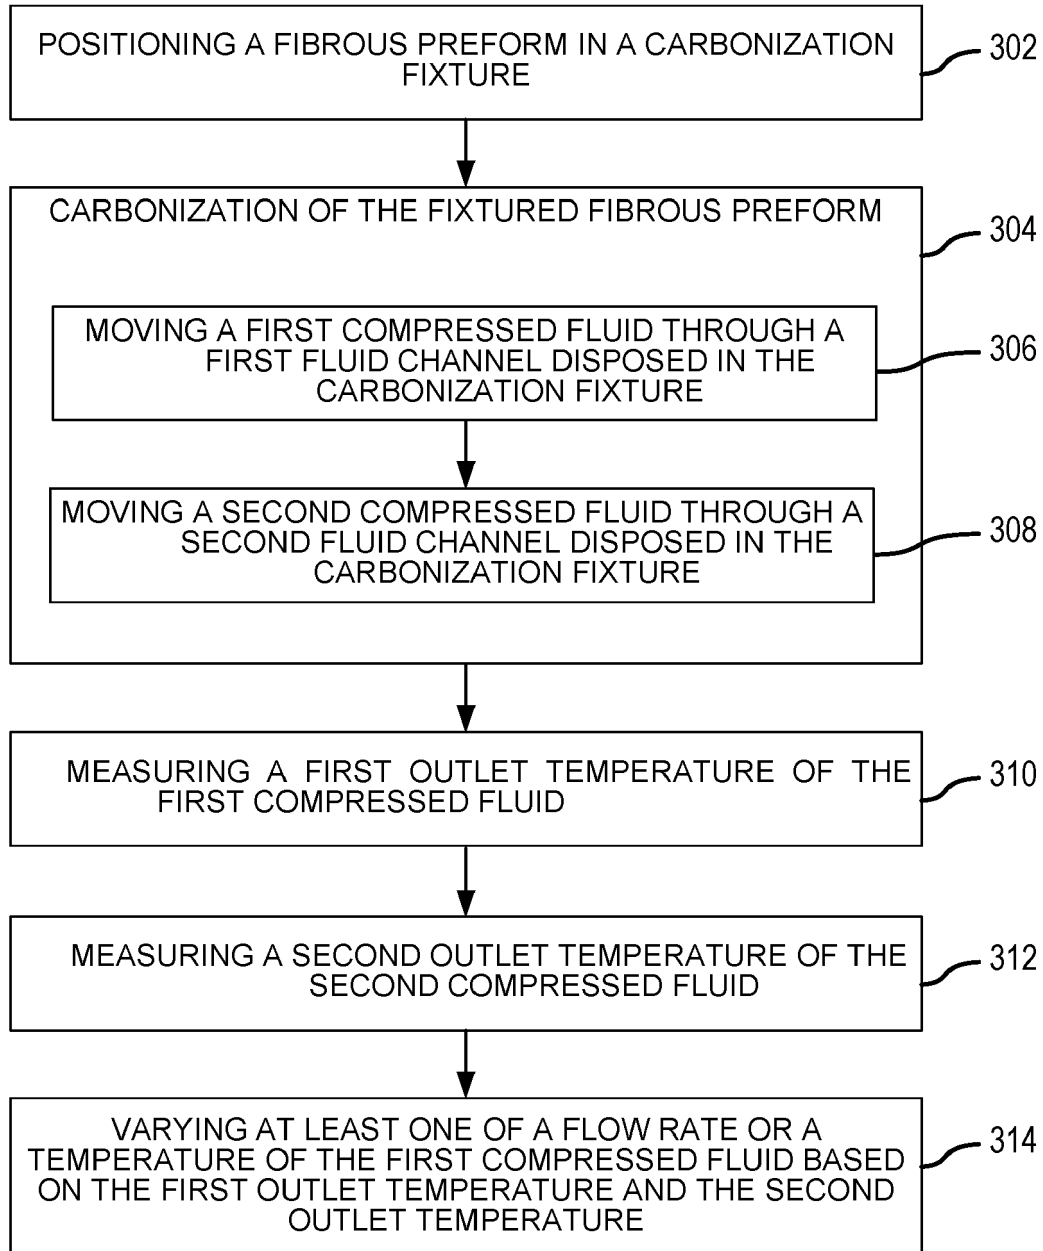 POSITIONING A FIBROUS PREFORM IN A CARBONIZATION
FIXTURE
302
CARBONIZATION OF THE FIXTURED FIBROUS PREFORM
304
MOVING A FIRST COMPRESSED FLUID THROUGH A
FIRST FLUID CHANNEL DISPOSED IN THE
CARBONIZATION FIXTURE
306
MOVING A SECOND COMPRESSED FLUID THROUGH A
SECOND FLUID CHANNEL DISPOSED IN THE
CARBONIZATION FIXTURE
308
MEASURING A FIRST OUTLET TEMPERATURE OF THE
FIRST COMPRESSED FLUID
310
MEASURING A SECOND OUTLET TEMPERATURE OF THE
SECOND COMPRESSED FLUID
312
VARYING AT LEAST ONE OF A FLOW RATE OR A
TEMPERATURE OF THE FIRST COMPRESSED FLUID BASED
ON THE FIRST OUTLET TEMPERATURE AND THE SECOND
OUTLET TEMPERATURE
314